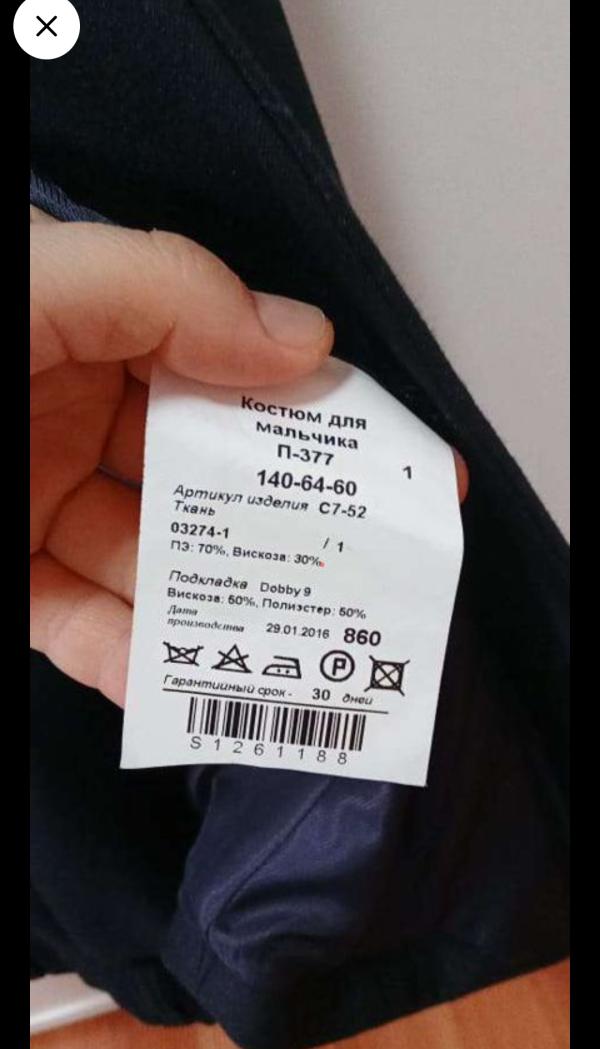 Костюм для
мальчика
П-377
1
140-64-60
Артикул изделия С7-52
Ткань
03274-1 / 1
ПЭ: 70%, Вискоза: 30%
Подкладка Dobby 9
Вискоза: 50%, Полиэстер: 50%
Дата
производства 29.01.2016 860
P
Гарантийный срок - 30 дней
S1261188